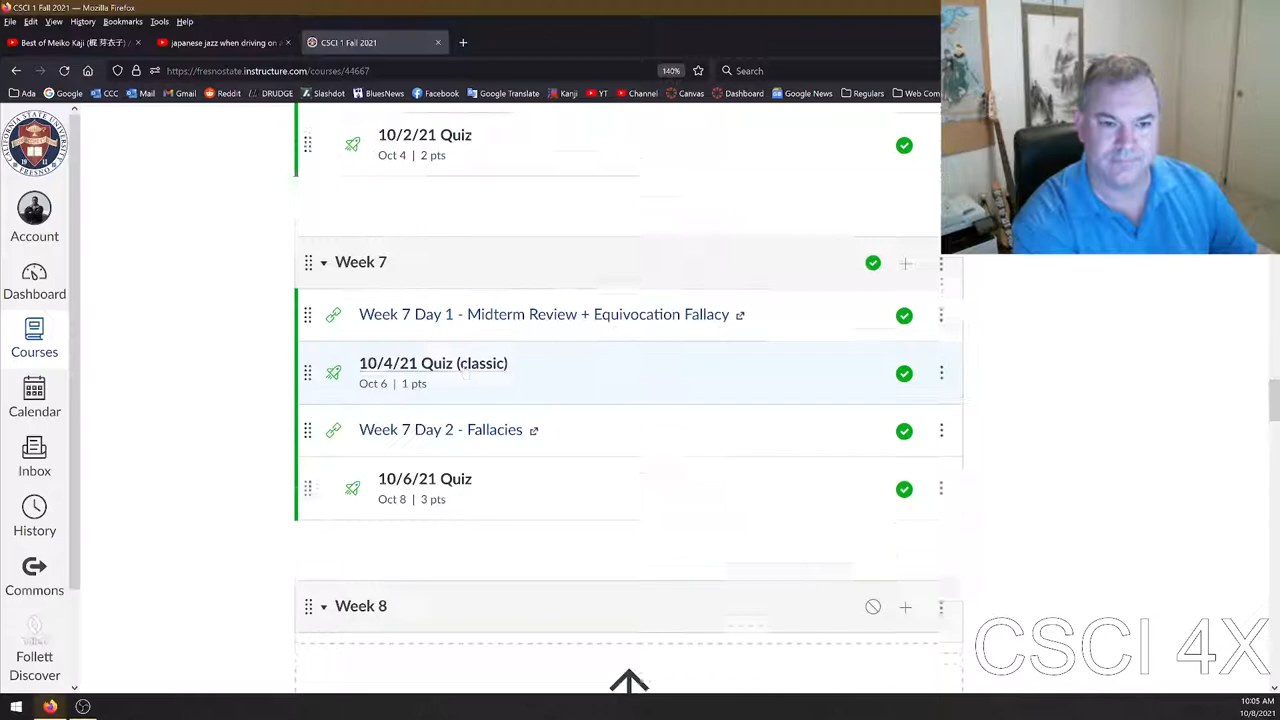 CSCI 1 Fall 2021 — Mozilla Firefox
File Edit View History Bookmarks Tools Help
Best of Meiko Kaji (梶 芽衣子) /
japanese jazz when driving on
CSCI 1 Fall 2021
https://fresnostate.instructure.com/courses/44667
140%
Search
Ada Google CCC Mail Gmail Reddit DRUDGE Slashdot BluesNews Facebook Google Translate Kanji YT Channel Canvas Dashboard Google News Regulars Web Com
Account
Dashboard
Courses
Calendar
Inbox
History
Commons
Follett
Discover
10/2/21 Quiz
Oct 4 | 2 pts
Week 7
Week 7 Day 1 - Midterm Review + Equivocation Fallacy
10/4/21 Quiz (classic)
Oct 6 | 1 pts
Week 7 Day 2 - Fallacies
10/6/21 Quiz
Oct 8 | 3 pts
Week 8
CSCI 4X
10:05 AM
10/8/2021